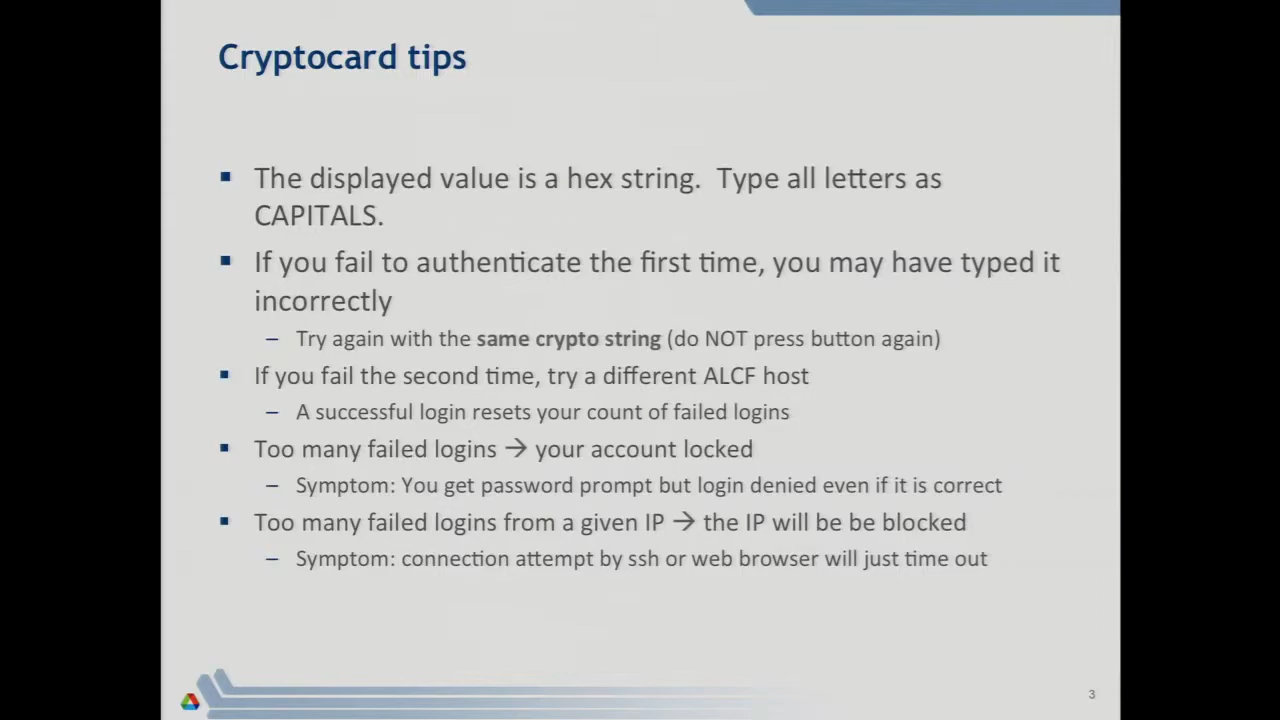 Cryptocard tips
▪ The displayed value is a hex string.  Type all letters as
CAPITALS.
▪ If you fail to authenticate the first time, you may have typed it
incorrectly
– Try again with the same crypto string (do NOT press button again)
▪ If you fail the second time, try a different ALCF host
– A successful login resets your count of failed logins
▪ Too many failed logins → your account locked
– Symptom: You get password prompt but login denied even if it is correct
▪ Too many failed logins from a given IP → the IP will be be blocked
– Symptom: connection attempt by ssh or web browser will just time out
3